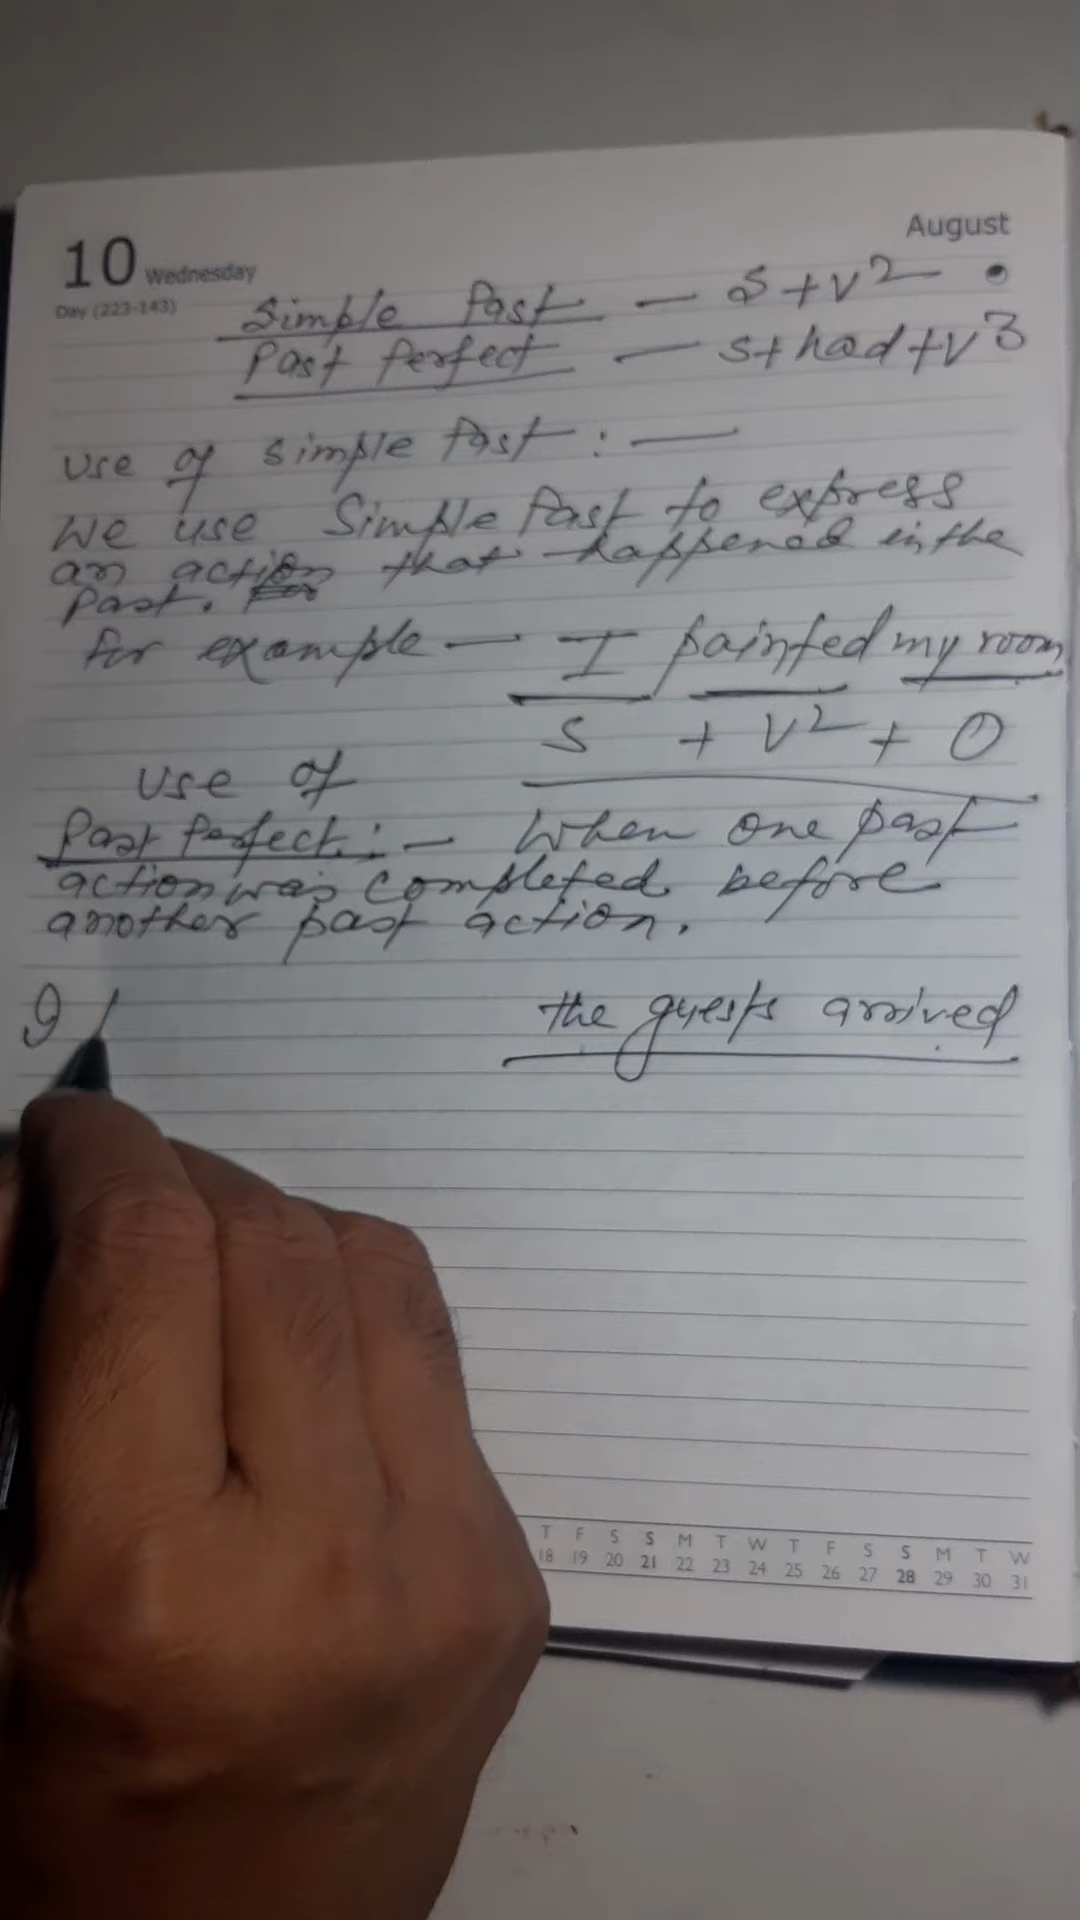 August
10 Wednesday
Day (223-143)
Simple Past — S+V2
Past Perfect — S+had+V3
Use of simple Past : —
We use Simple Past to express
an action that happened in the
Past.
for example — I painted my room
S + V2 + O
Use of
Past Perfect :- When one past
action was completed before
another past action.
the guests arrived
T F S S M T W T F S S M T W
18 19 20 21 22 23 24 25 26 27 28 29 30 31